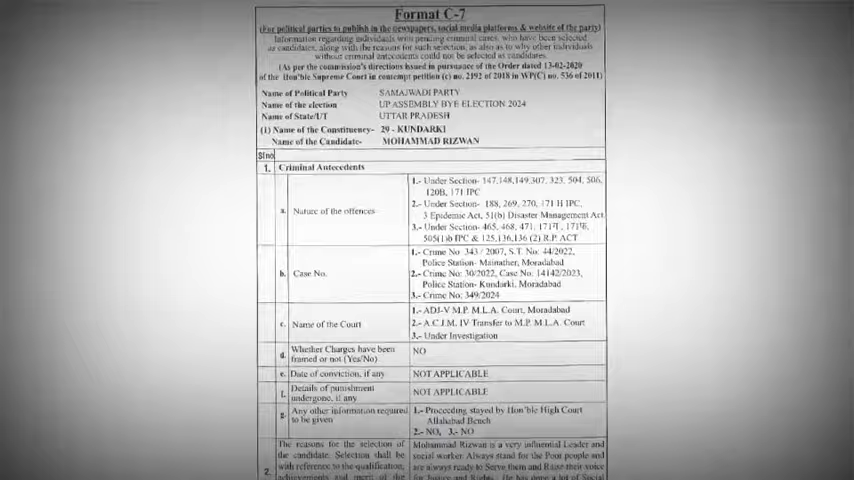 Format C-7
(For political parties to publish in the newspapers, social media platforms & website of the party)
Information regarding individuals with pending criminal cases, who have been selected
as candidates, along with the reasons for such selection, as also as to why other individuals
without criminal antecedents could not be selected as candidates.
(As per the commission's directions issued in pursuance of the Order dated 13-02-2020
of the Hon'ble Supreme Court in contempt petition (c) no. 2192 of 2018 in WP(C) no. 536 of 2011)
Name of Political Party SAMAJWADI PARTY
Name of the election UP ASSEMBLY BYE ELECTION 2024
Name of State/UT UTTAR PRADESH
(1) Name of the Constituency- 29 - KUNDARKI
Name of the Candidate- MOHAMMAD RIZWAN
Sl no
1. Criminal Antecedents
a. Nature of the offences
1.- Under Section- 147,148,149,307, 323, 504, 506,
120B, 171 IPC
2.- Under Section- 188, 269, 270, 171 H IPC,
3 Epidemic Act, 51(b) Disaster Management Act
3.- Under Section- 465, 468, 471,
505(1)b IPC & 125,136,136 (2) R.P. ACT
b. Case No.
1.- Crime No 343 / 2007, S.T. No: 44/2022,
Police Station- Mainather, Moradabad
2.- Crime No: 30/2022, Case No: 14142/2023,
Police Station- Kundarki, Moradabad
3.- Crime No: 349/2024
c. Name of the Court
1.- ADJ-V M.P. M.L.A. Court, Moradabad
2.- A.C.J.M. IV Transfer to M.P. M.L.A. Court
3.- Under Investigation
d. Whether Charges have been
framed or not (Yes/No)
NO
e. Date of conviction, if any NOT APPLICABLE
f. Details of punishment
undergone, if any
NOT APPLICABLE
g. Any other information required
to be given
1.- Proceeding stayed by Hon'ble High Court
Allahabad Bench
2.- NO, 3.- NO
2. The reasons for the selection of
the candidate. Selection shall be
with reference to the qualification,
achievements and merit of the
Mohammad Rizwan is a very influential Leader and
social worker. Always stand for the Poor people and
are always ready to Serve them and Raise their voice
for Justice and Rights. He has done a lot of Social